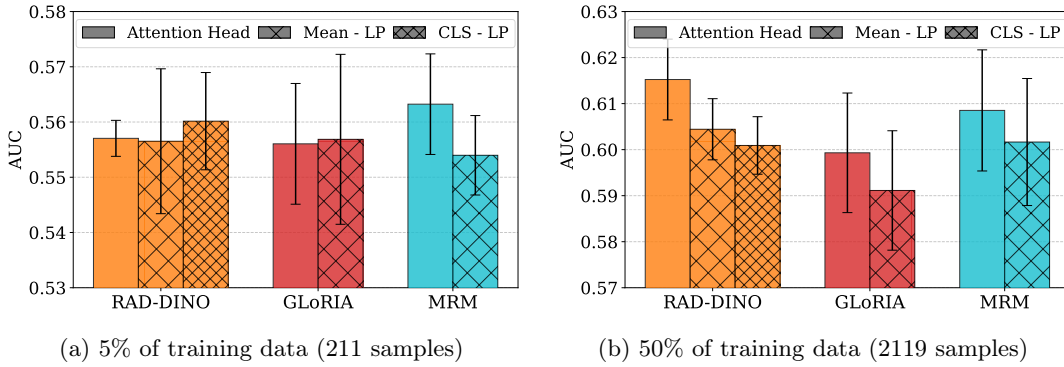 0.58
0.57
0.56
0.55
0.54
0.53
AUC
Attention Head Mean - LP CLS - LP
RAD-DINO GLoRIA MRM
(a) 5% of training data (211 samples)
0.63
0.62
0.61
0.60
0.59
0.58
0.57
AUC
Attention Head Mean - LP CLS - LP
RAD-DINO GLoRIA MRM
(b) 50% of training data (2119 samples)